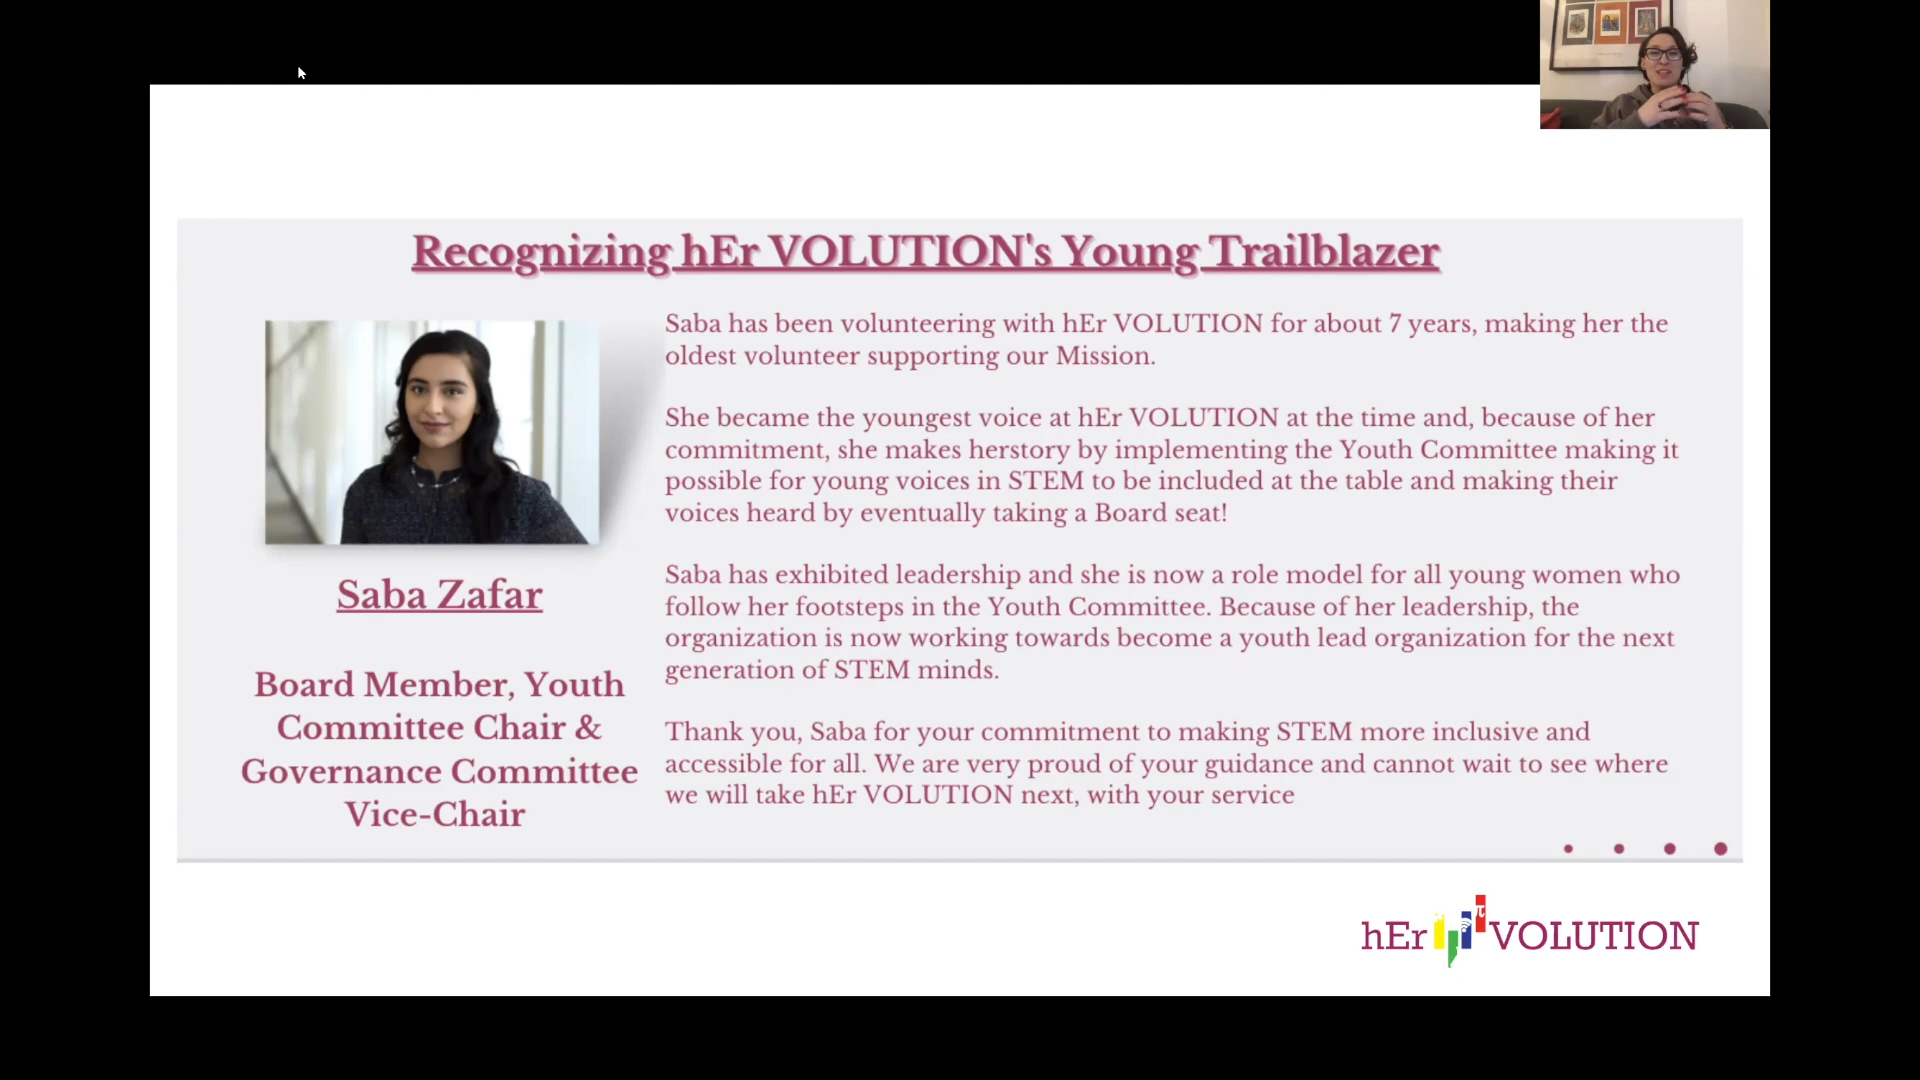 Recognizing hEr VOLUTION's Young Trailblazer
Saba has been volunteering with hEr VOLUTION for about 7 years, making her the
oldest volunteer supporting our Mission.
She became the youngest voice at hEr VOLUTION at the time and, because of her
commitment, she makes herstory by implementing the Youth Committee making it
possible for young voices in STEM to be included at the table and making their
voices heard by eventually taking a Board seat!
Saba has exhibited leadership and she is now a role model for all young women who
follow her footsteps in the Youth Committee. Because of her leadership, the
organization is now working towards become a youth lead organization for the next
generation of STEM minds.
Thank you, Saba for your commitment to making STEM more inclusive and
accessible for all. We are very proud of your guidance and cannot wait to see where
we will take hEr VOLUTION next, with your service
Saba Zafar
Board Member, Youth
Committee Chair &
Governance Committee
Vice-Chair
hEr VOLUTION